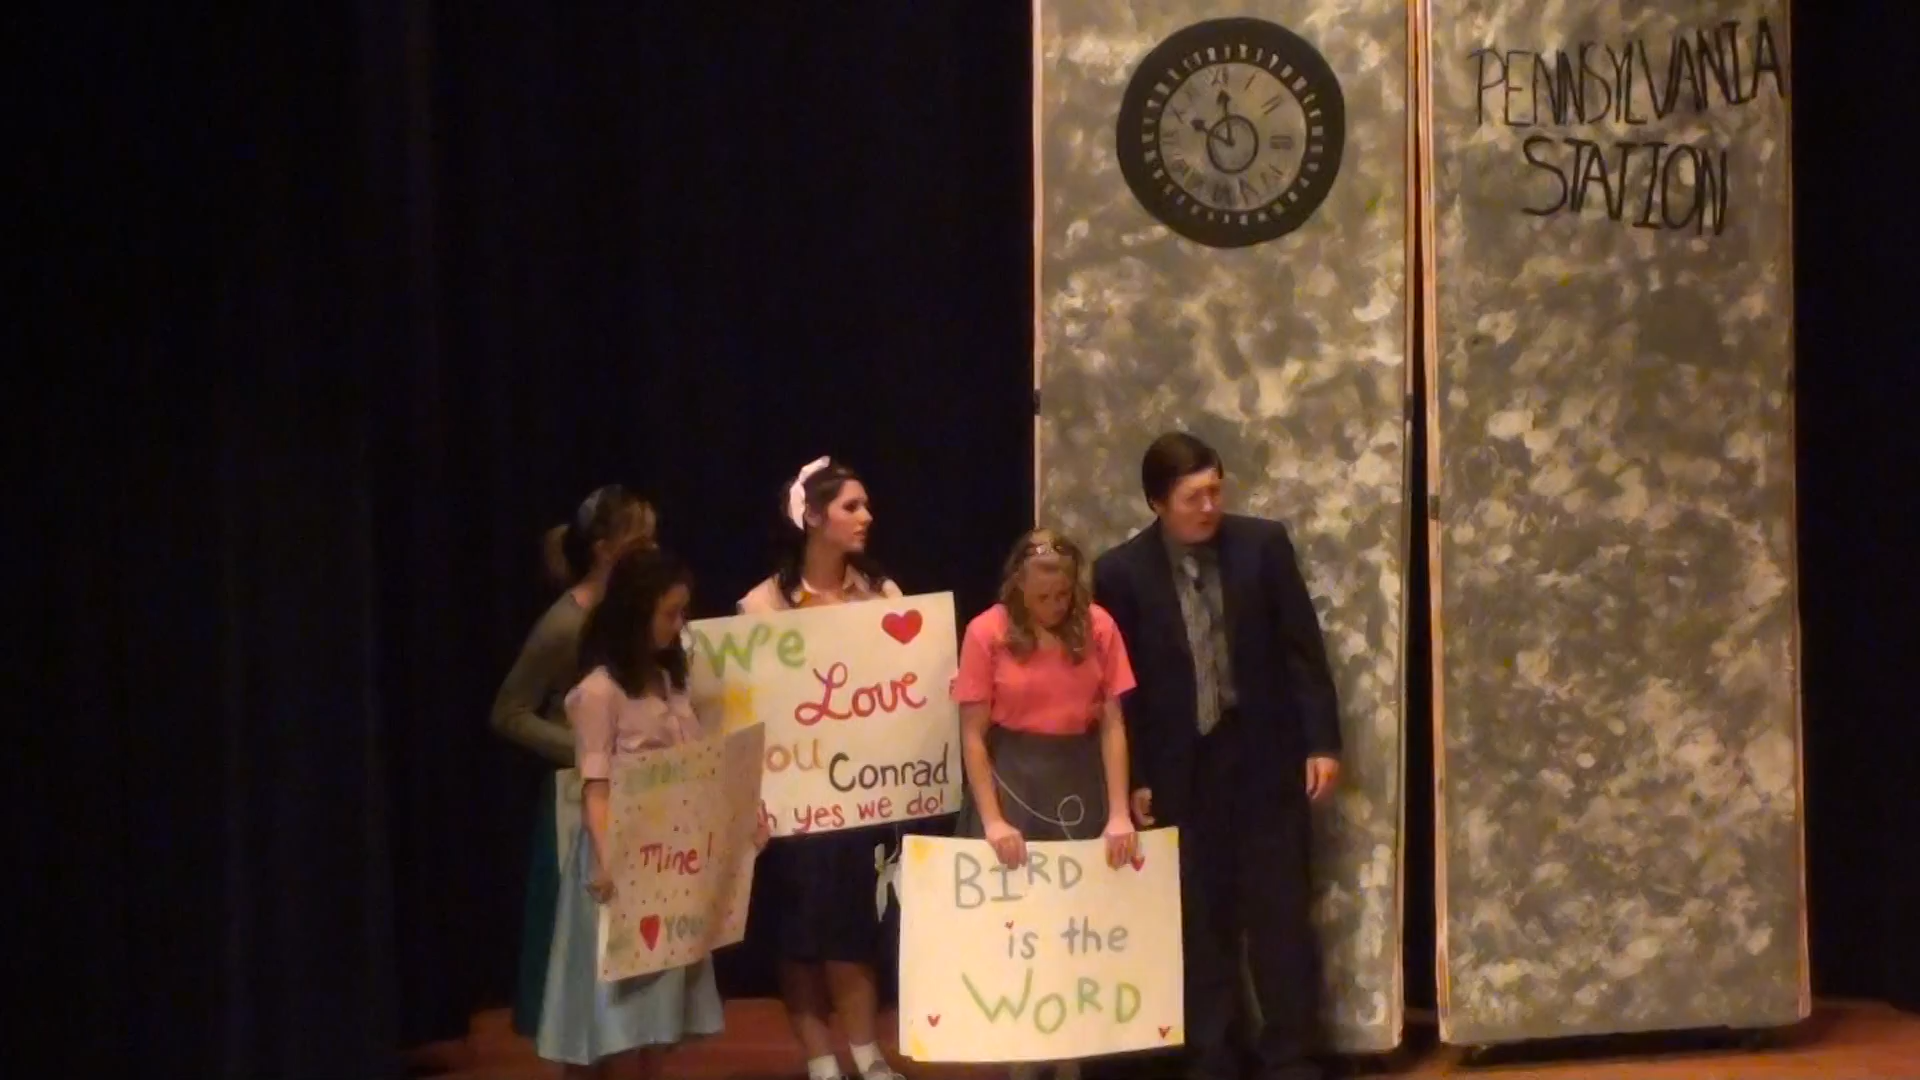 PENNSYLVANIA
STATION
We
Love
ou Conrad
h yes we do!
Mine!
YOU
BIRD
is the
WORD